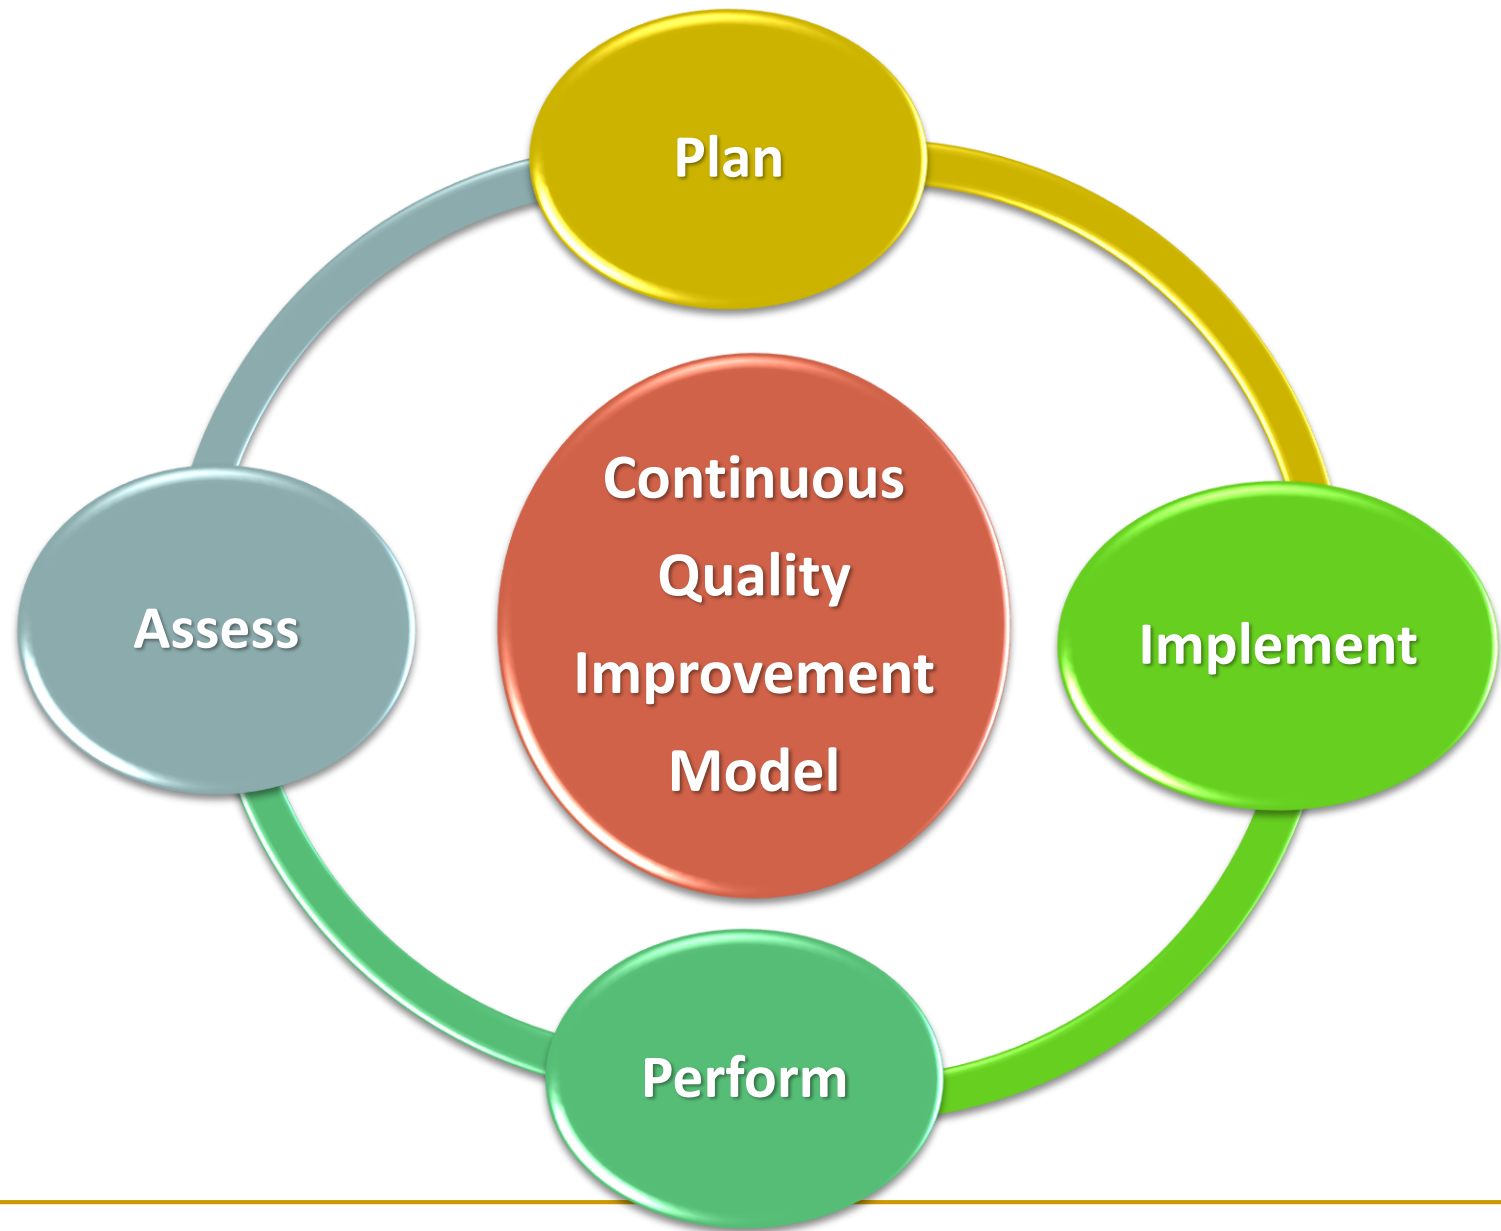 Plan
Continuous
Quality
Improvement
Model
Assess
Implement
Perform